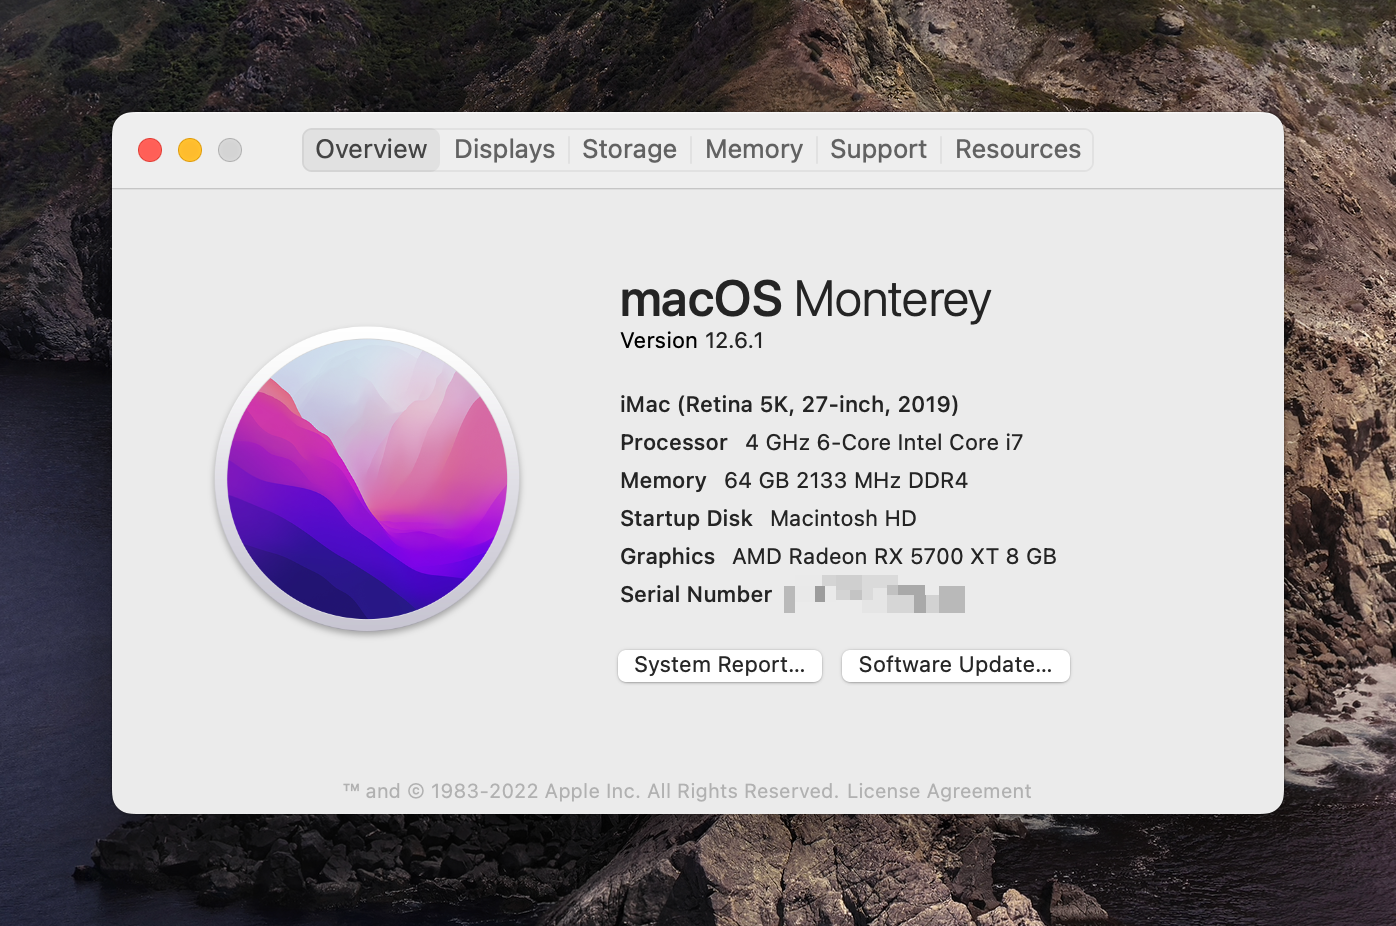 Overview Displays Storage Memory Support Resources
macOS Monterey
Version 12.6.1
iMac (Retina 5K, 27-inch, 2019)
Processor 4 GHz 6-Core Intel Core i7
Memory 64 GB 2133 MHz DDR4
Startup Disk Macintosh HD
Graphics AMD Radeon RX 5700 XT 8 GB
Serial Number
System Report... Software Update...
™ and © 1983-2022 Apple Inc. All Rights Reserved. License Agreement